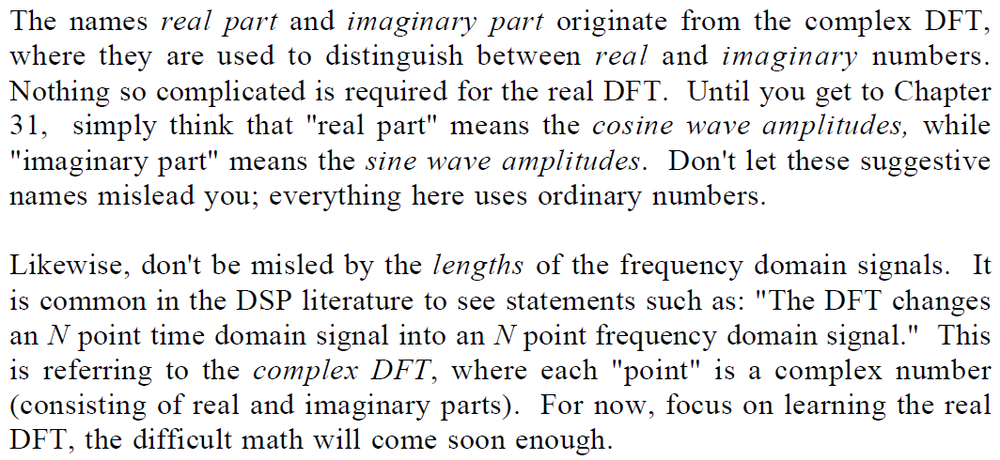 The names real part and imaginary part originate from the complex DFT,
where they are used to distinguish between real and imaginary numbers.
Nothing so complicated is required for the real DFT.  Until you get to Chapter
31,  simply think that "real part" means the cosine wave amplitudes, while
"imaginary part" means the sine wave amplitudes.  Don't let these suggestive
names mislead you; everything here uses ordinary numbers.

Likewise, don't be misled by the lengths of the frequency domain signals.  It
is common in the DSP literature to see statements such as: "The DFT changes
an N point time domain signal into an N point frequency domain signal."  This
is referring to the complex DFT, where each "point" is a complex number
(consisting of real and imaginary parts).  For now, focus on learning the real
DFT, the difficult math will come soon enough.